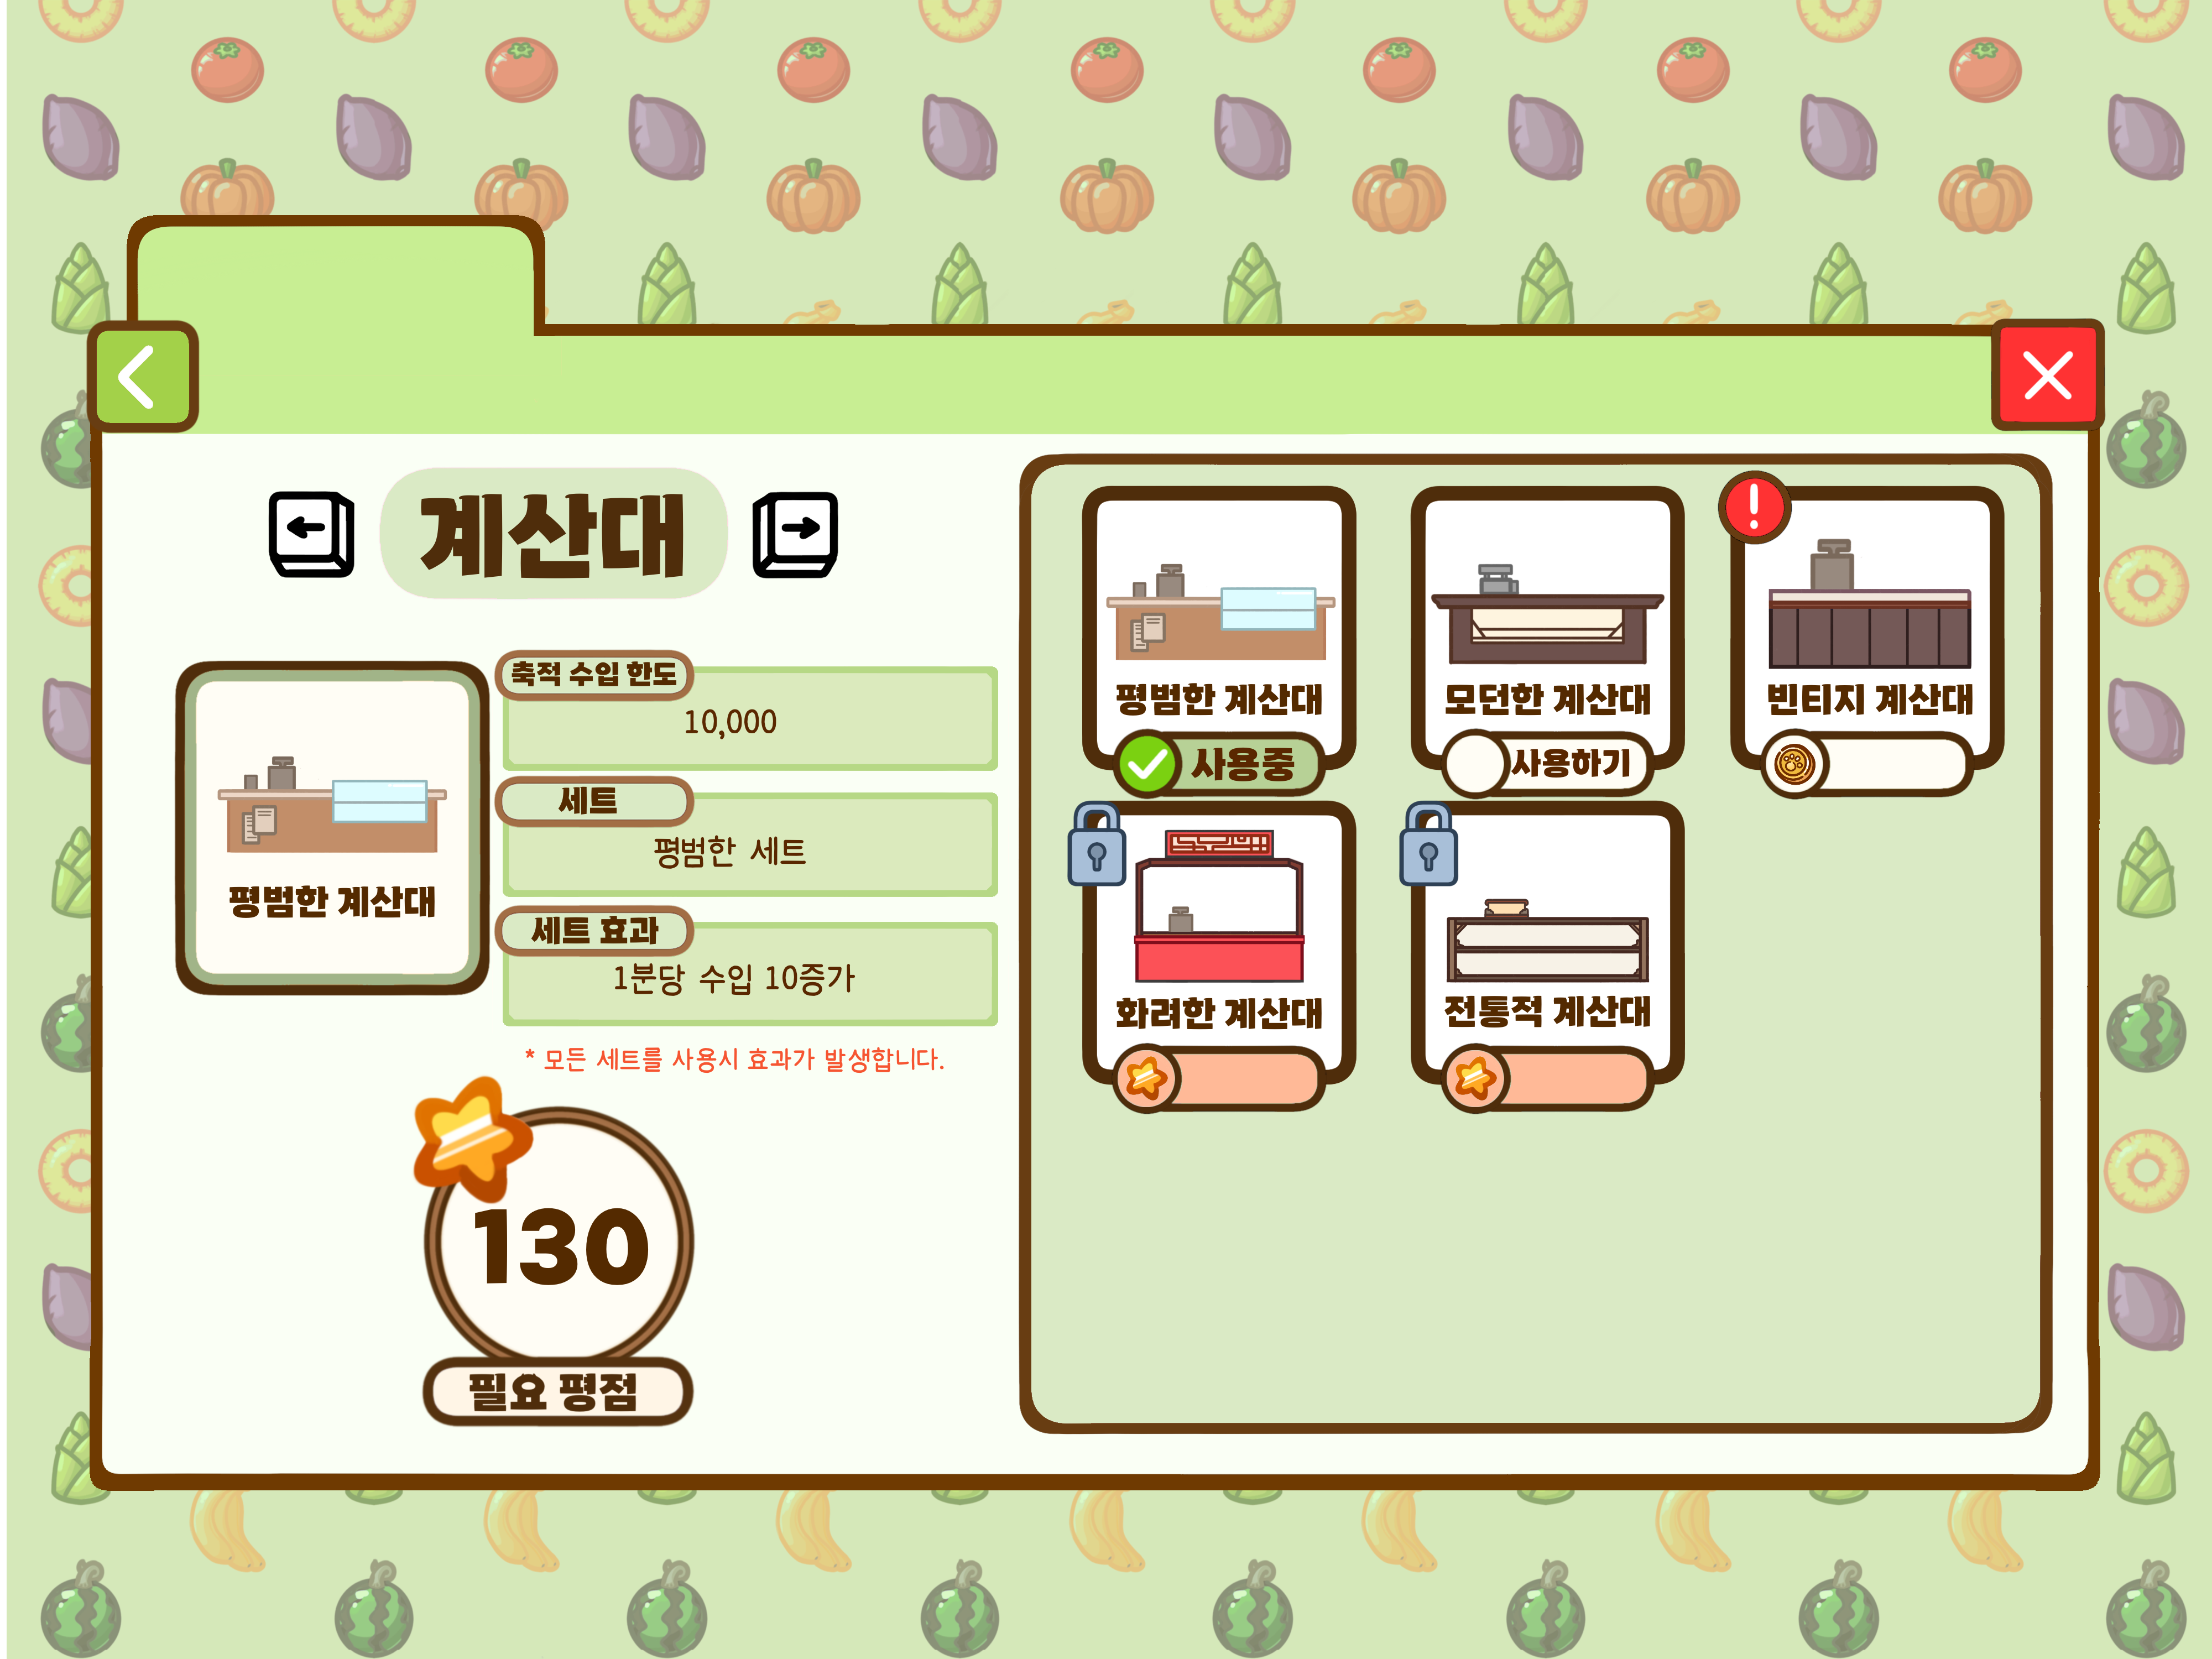 계산대
축적 수입 한도
10,000
세트
평범한 세트
평범한 계산대
세트 효과
1분당 수입 10증가
* 모든 세트를 사용시 효과가 발생합니다.
130
필요 평점
평범한 계산대
모던한 계산대
빈티지 계산대
사용중
사용하기
화려한 계산대
전통적 계산대